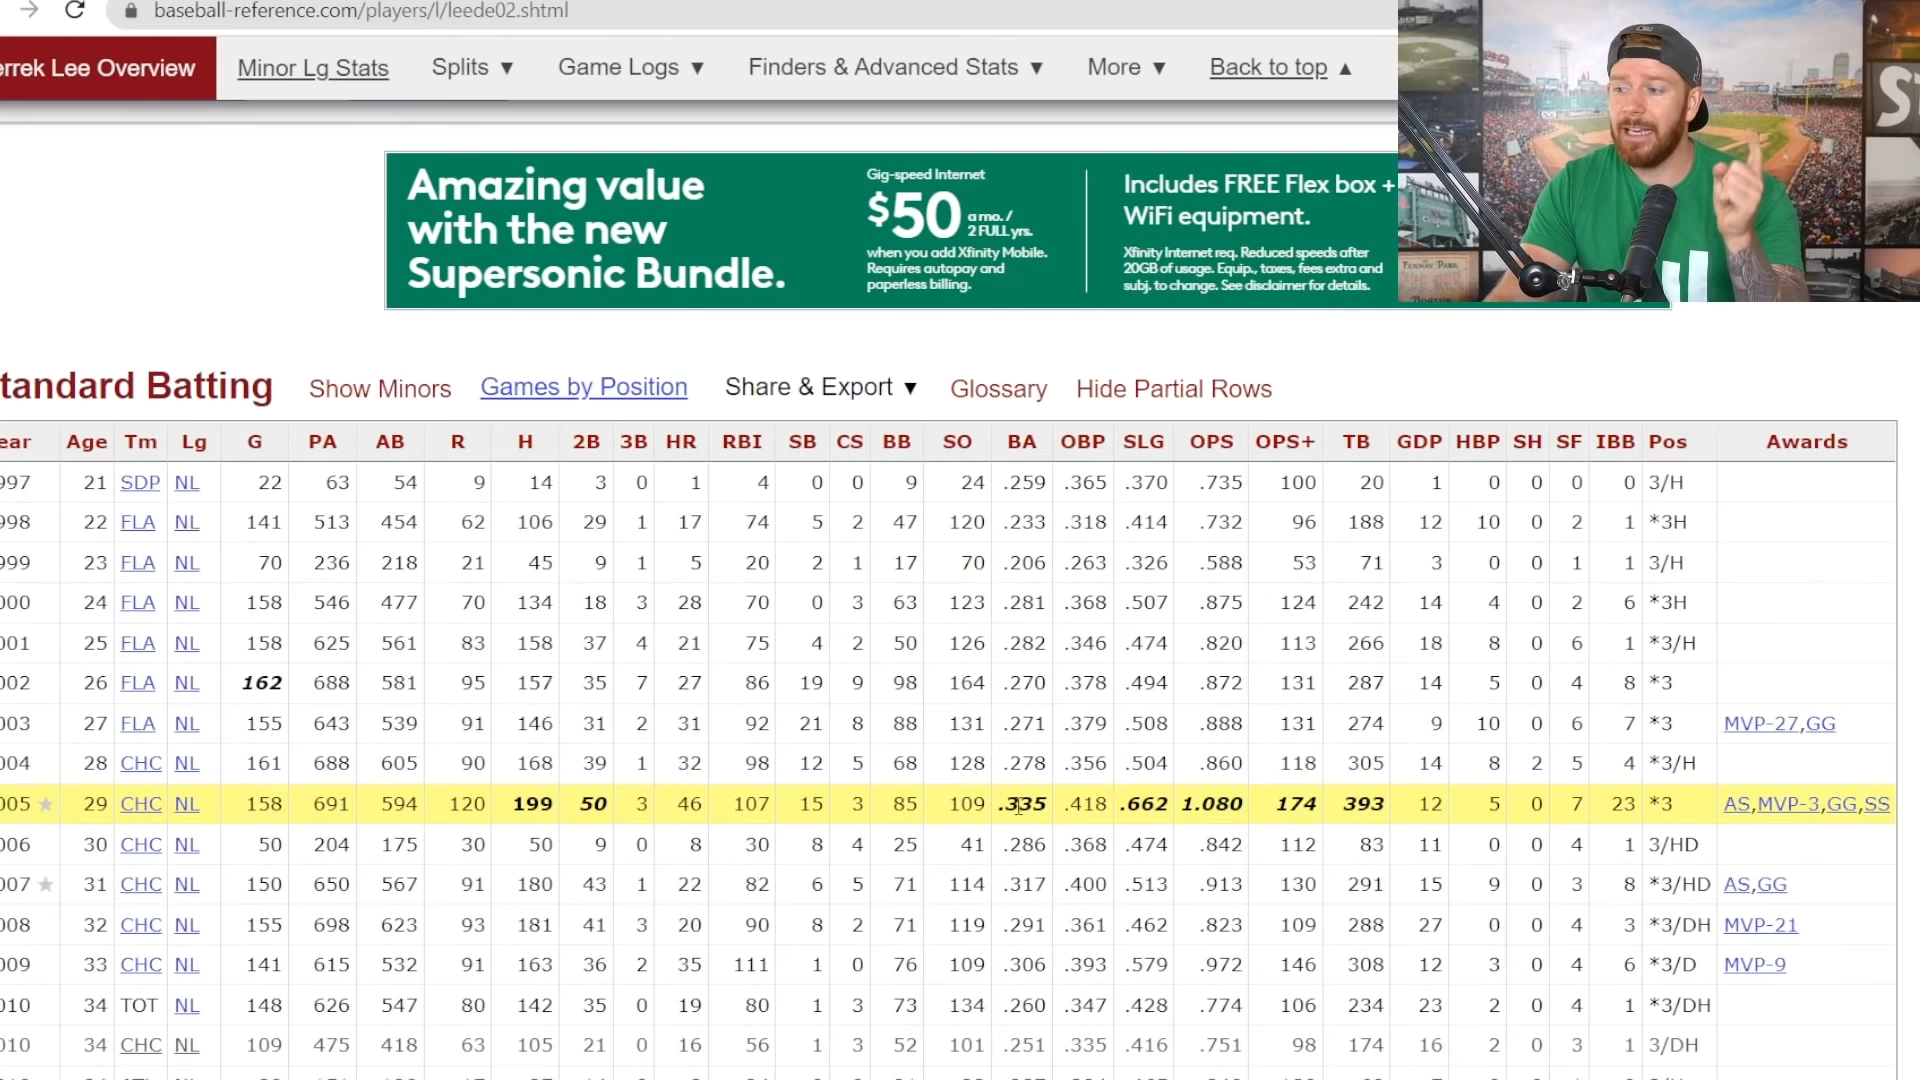 baseball-reference.com/players/l/leede02.shtml
errek Lee Overview Minor Lg Stats Splits ▼ Game Logs ▼ Finders & Advanced Stats ▼ More ▼ Back to top ▲
Amazing value
with the new
Supersonic Bundle.
Gig-speed Internet
$50 a mo./
2 FULL yrs.
when you add Xfinity Mobile.
Requires autopay and
paperless billing.
Includes FREE Flex box +
WiFi equipment.
Xfinity Internet req. Reduced speeds after
20GB of usage. Equip., taxes, fees extra and
subj. to change. See disclaimer for details.
FENWAY PARK
BOSTON
ST
tandard Batting Show Minors Games by Position Share & Export ▼ Glossary Hide Partial Rows
ear Age Tm Lg G PA AB R H 2B 3B HR RBI SB CS BB SO BA OBP SLG OPS OPS+ TB GDP HBP SH SF IBB Pos Awards
997 21 SDP NL 22 63 54 9 14 3 0 1 4 0 0 9 24 .259 .365 .370 .735 100 20 1 0 0 0 0 3/H
998 22 FLA NL 141 513 454 62 106 29 1 17 74 5 2 47 120 .233 .318 .414 .732 96 188 12 10 0 2 1 *3H
999 23 FLA NL 70 236 218 21 45 9 1 5 20 2 1 17 70 .206 .263 .326 .588 53 71 3 0 0 1 1 3/H
000 24 FLA NL 158 546 477 70 134 18 3 28 70 0 3 63 123 .281 .368 .507 .875 124 242 14 4 0 2 6 *3H
001 25 FLA NL 158 625 561 83 158 37 4 21 75 4 2 50 126 .282 .346 .474 .820 113 266 18 8 0 6 1 *3/H
002 26 FLA NL 162 688 581 95 157 35 7 27 86 19 9 98 164 .270 .378 .494 .872 131 287 14 5 0 4 8 *3
003 27 FLA NL 155 643 539 91 146 31 2 31 92 21 8 88 131 .271 .379 .508 .888 131 274 9 10 0 6 7 *3 MVP-27,GG
004 28 CHC NL 161 688 605 90 168 39 1 32 98 12 5 68 128 .278 .356 .504 .860 118 305 14 8 2 5 4 *3/H
005 ★ 29 CHC NL 158 691 594 120 199 50 3 46 107 15 3 85 109 .335 .418 .662 1.080 174 393 12 5 0 7 23 *3 AS,MVP-3,GG,SS
006 30 CHC NL 50 204 175 30 50 9 0 8 30 8 4 25 41 .286 .368 .474 .842 112 83 11 0 0 4 1 3/HD
007 ★ 31 CHC NL 150 650 567 91 180 43 1 22 82 6 5 71 114 .317 .400 .513 .913 130 291 15 9 0 3 8 *3/HD AS,GG
008 32 CHC NL 155 698 623 93 181 41 3 20 90 8 2 71 119 .291 .361 .462 .823 109 288 27 0 0 4 3 *3/DH MVP-21
009 33 CHC NL 141 615 532 91 163 36 2 35 111 1 0 76 109 .306 .393 .579 .972 146 308 12 3 0 4 6 *3/D MVP-9
010 34 TOT NL 148 626 547 80 142 35 0 19 80 1 3 73 134 .260 .347 .428 .774 106 234 23 2 0 4 1 *3/DH
010 34 CHC NL 109 475 418 63 105 21 0 16 56 1 3 52 101 .251 .335 .416 .751 98 174 16 2 0 3 1 3/DH